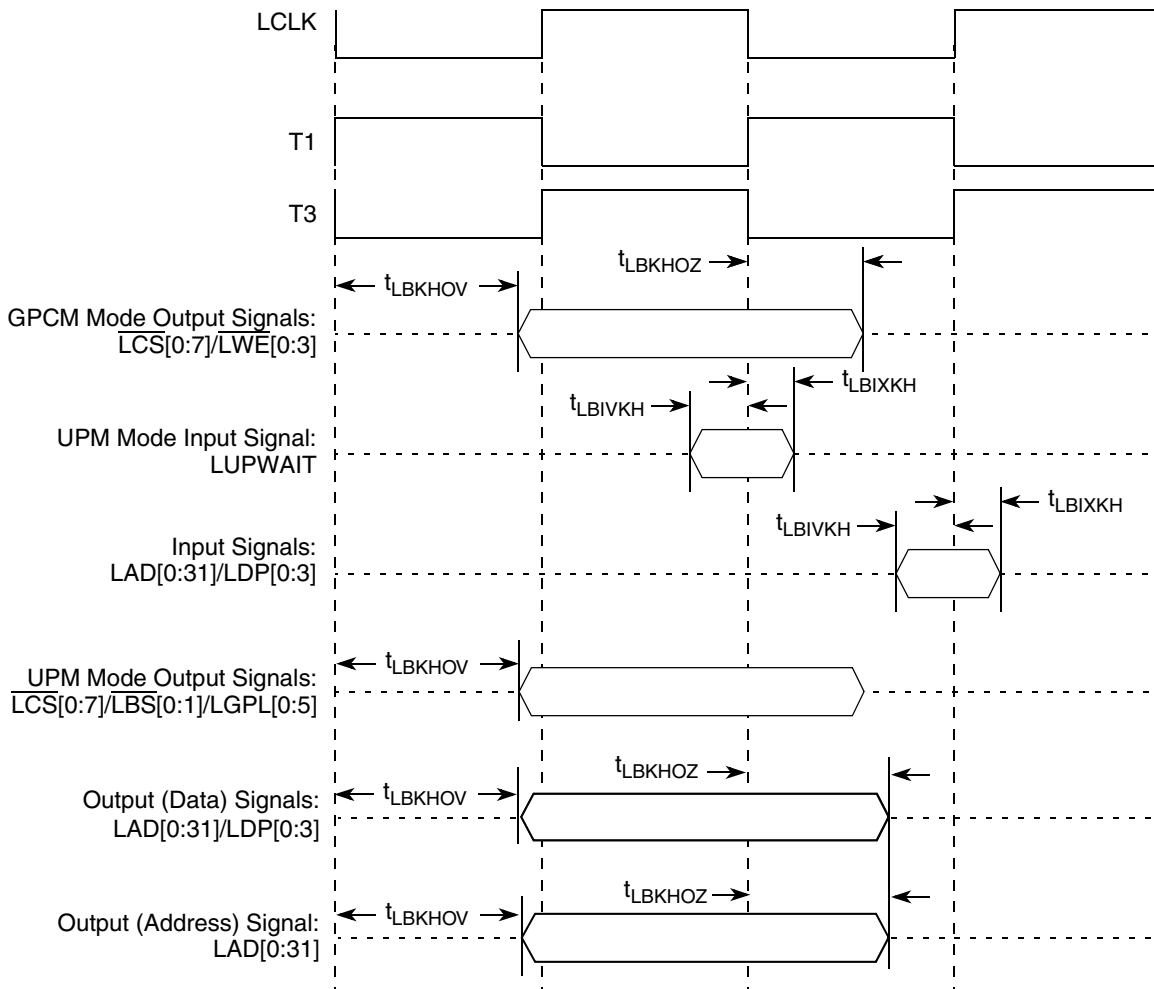 LCLK
T1
T3
tLBKHOZ
tLBKHOV
GPCM Mode Output Signals:
LCS[0:7]/LWE[0:3]
tLBIXKH
tLBIVKH
UPM Mode Input Signal:
LUPWAIT
tLBIXKH
tLBIVKH
Input Signals:
LAD[0:31]/LDP[0:3]
tLBKHOV
UPM Mode Output Signals:
LCS[0:7]/LBS[0:1]/LGPL[0:5]
tLBKHOZ
tLBKHOV
Output (Data) Signals:
LAD[0:31]/LDP[0:3]
tLBKHOZ
tLBKHOV
Output (Address) Signal:
LAD[0:31]